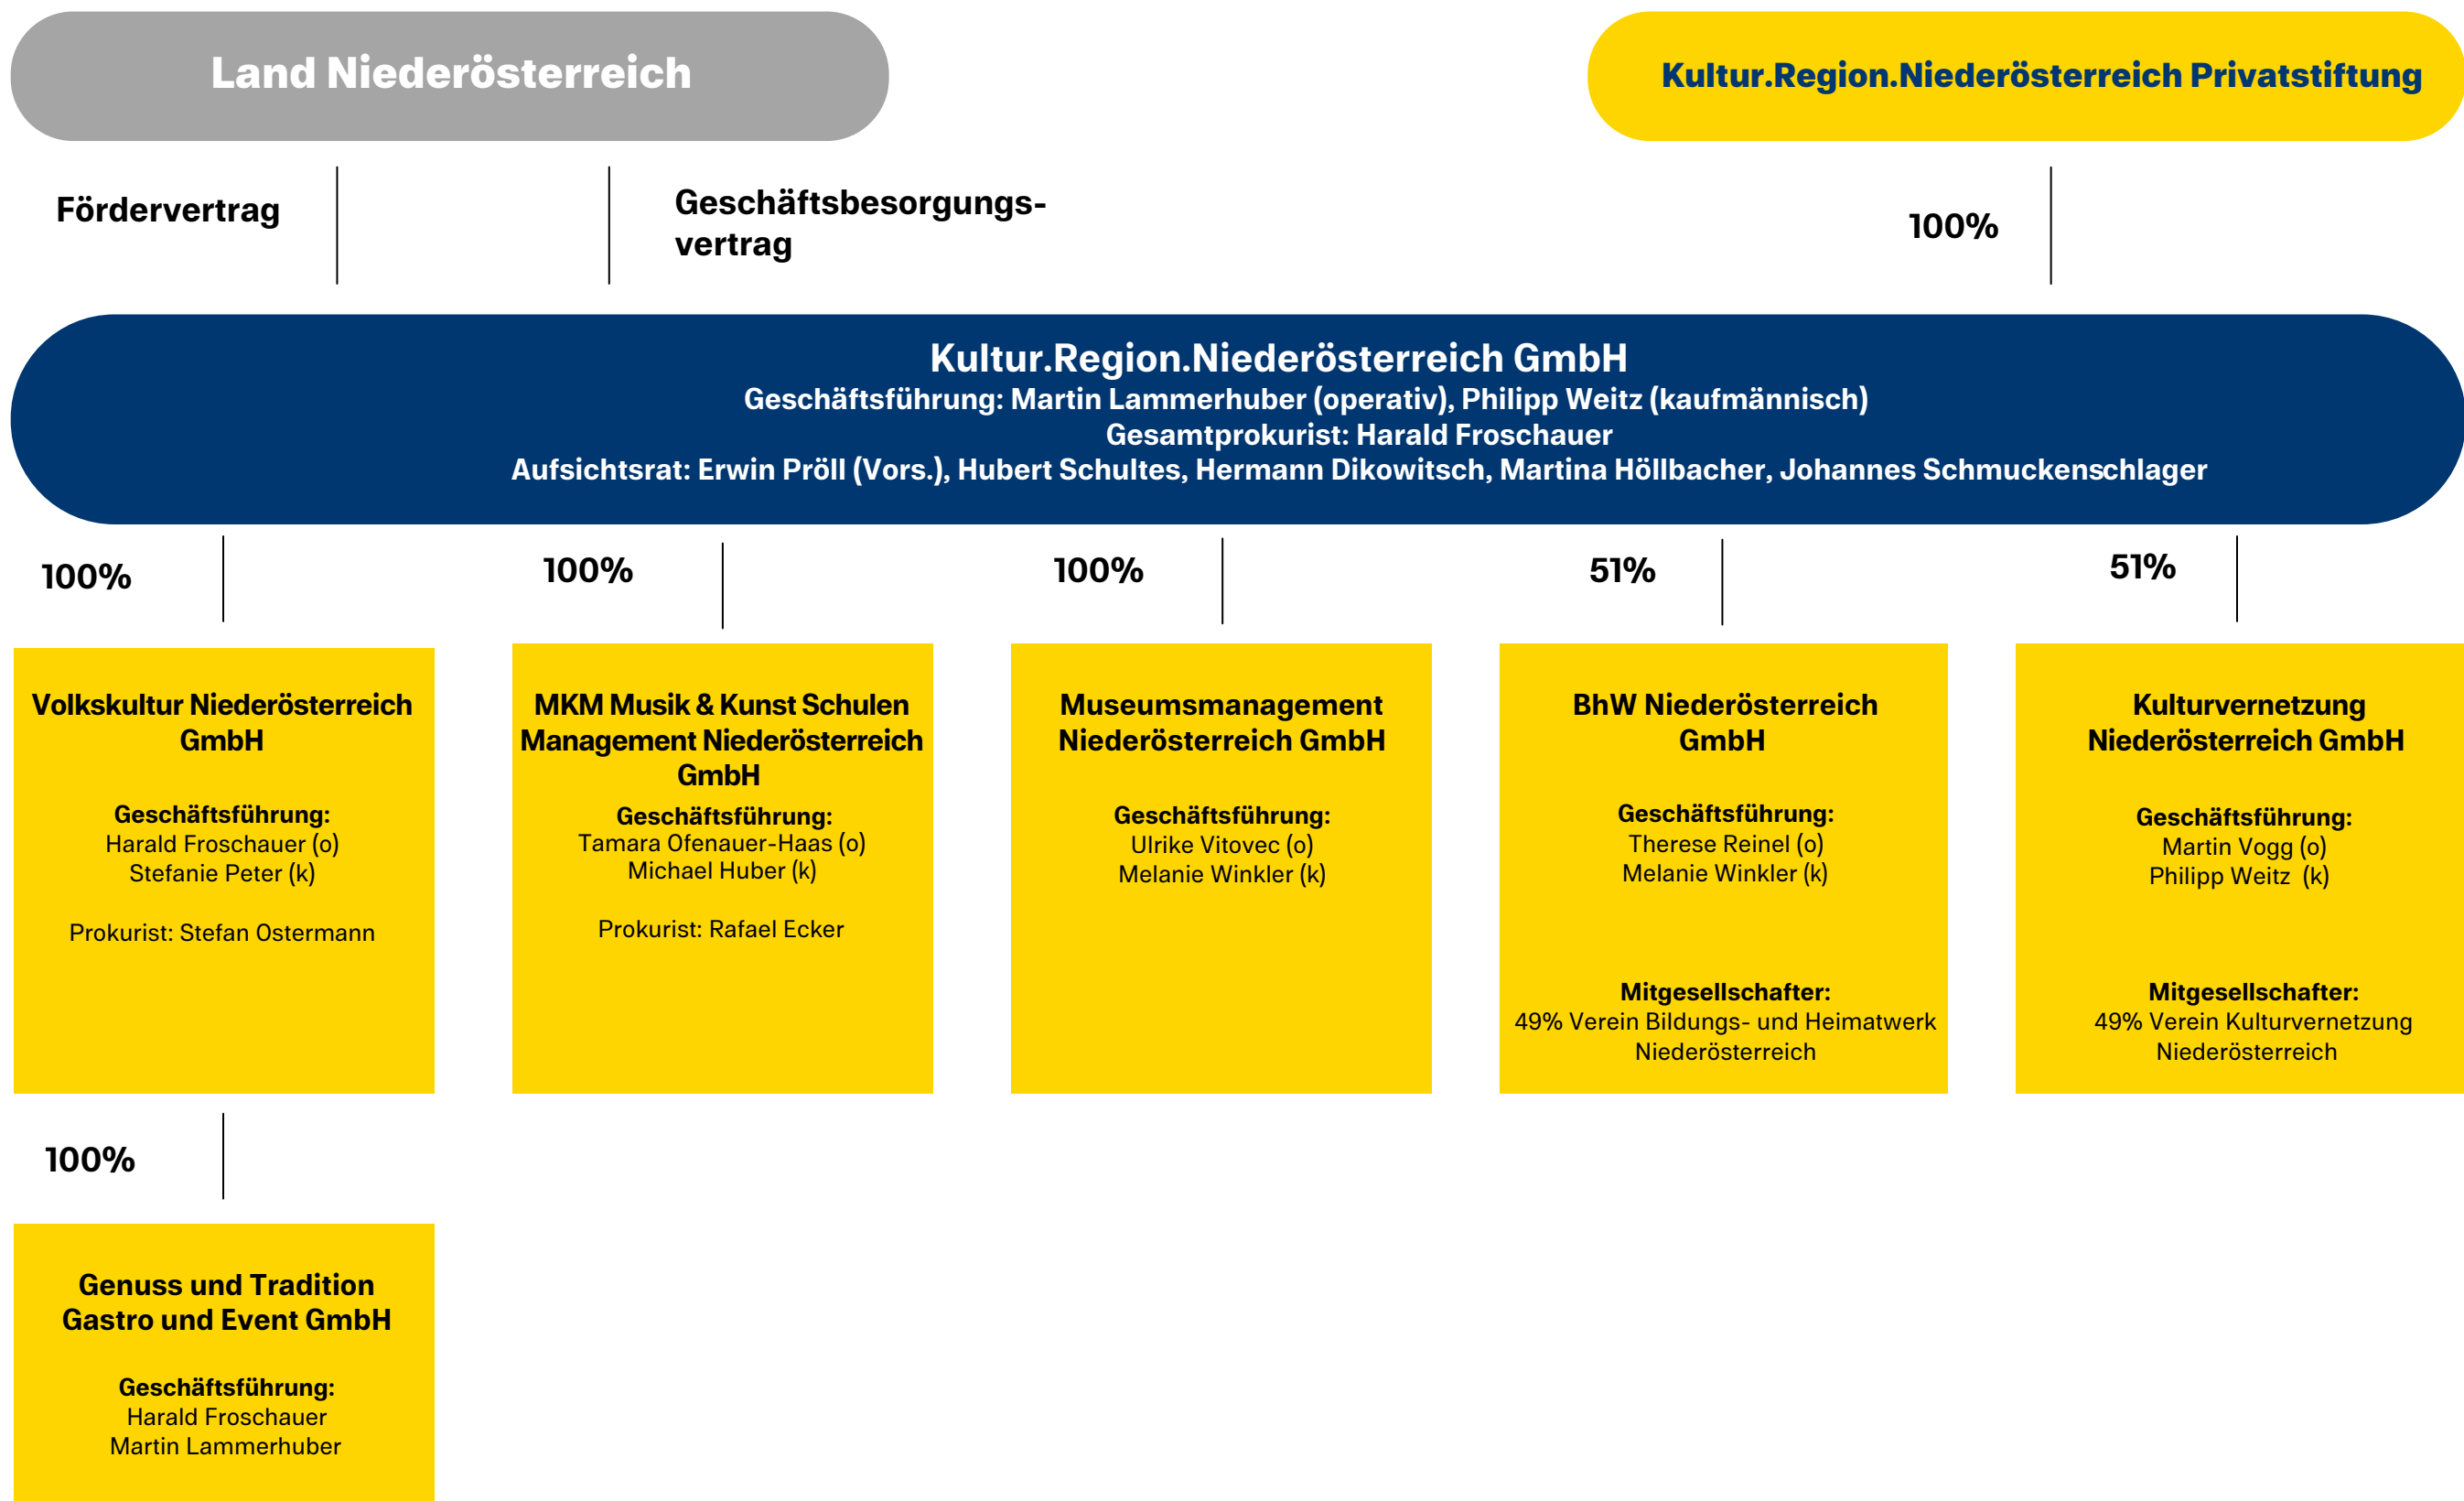 Land Niederösterreich
Kultur.Region.Niederösterreich Privatstiftung
Fördervertrag
Geschäftsbesorgungs-
vertrag
100%
Kultur.Region.Niederösterreich GmbH
Geschäftsführung: Martin Lammerhuber (operativ), Philipp Weitz (kaufmännisch)
Gesamtprokurist: Harald Froschauer
Aufsichtsrat: Erwin Pröll (Vors.), Hubert Schultes, Hermann Dikowitsch, Martina Höllbacher, Johannes Schmuckenschlager
100%
100%
100%
51%
51%
Volkskultur Niederösterreich
GmbH
Geschäftsführung:
Harald Froschauer (o)
Stefanie Peter (k)
Prokurist: Stefan Ostermann
MKM Musik & Kunst Schulen
Management Niederösterreich
GmbH
Geschäftsführung:
Tamara Ofenauer-Haas (o)
Michael Huber (k)
Prokurist: Rafael Ecker
Museumsmanagement
Niederösterreich GmbH
Geschäftsführung:
Ulrike Vitovec (o)
Melanie Winkler (k)
BhW Niederösterreich
GmbH
Geschäftsführung:
Therese Reinel (o)
Melanie Winkler (k)
Mitgesellschafter:
49% Verein Bildungs- und Heimatwerk
Niederösterreich
Kulturvernetzung
Niederösterreich GmbH
Geschäftsführung:
Martin Vogg (o)
Philipp Weitz (k)
Mitgesellschafter:
49% Verein Kulturvernetzung
Niederösterreich
100%
Genuss und Tradition
Gastro und Event GmbH
Geschäftsführung:
Harald Froschauer
Martin Lammerhuber